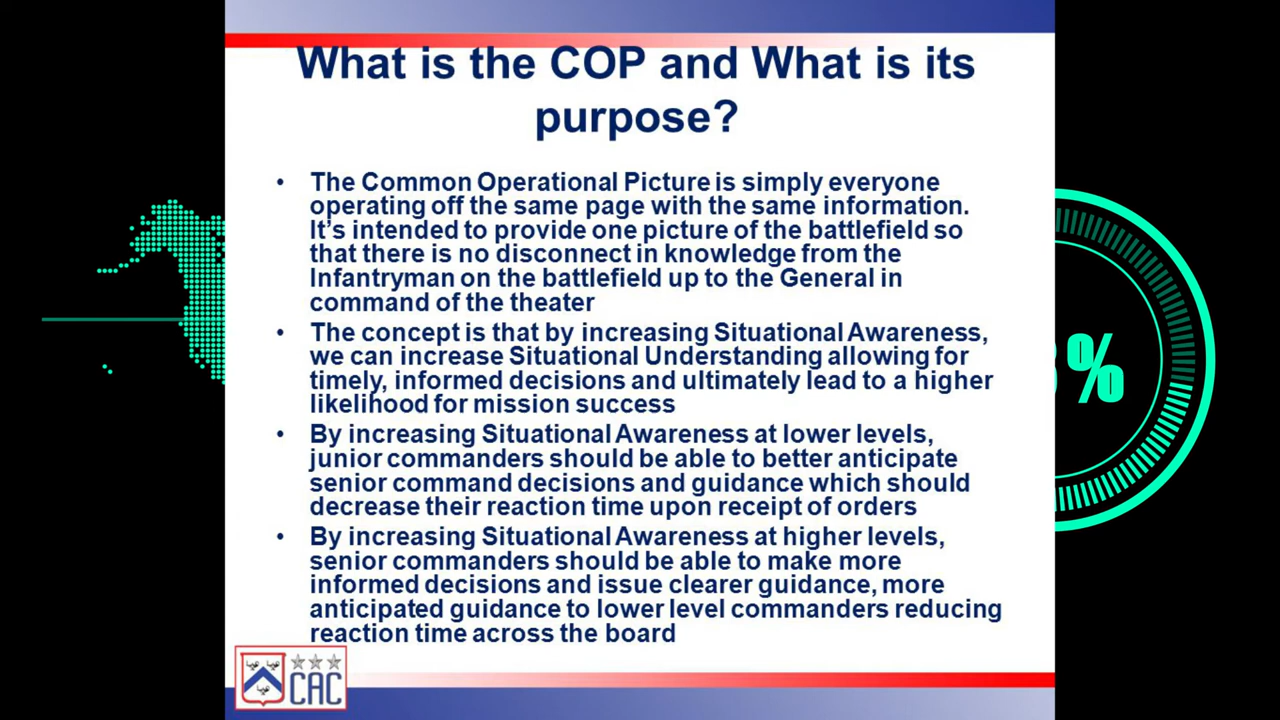 What is the COP and What is its
purpose?
• The Common Operational Picture is simply everyone
operating off the same page with the same information.
It's intended to provide one picture of the battlefield so
that there is no disconnect in knowledge from the
Infantryman on the battlefield up to the General in
command of the theater
• The concept is that by increasing Situational Awareness,
we can increase Situational Understanding allowing for
timely, informed decisions and ultimately lead to a higher
likelihood for mission success
• By increasing Situational Awareness at lower levels,
junior commanders should be able to better anticipate
senior command decisions and guidance which should
decrease their reaction time upon receipt of orders
• By increasing Situational Awareness at higher levels,
senior commanders should be able to make more
informed decisions and issue clearer guidance, more
anticipated guidance to lower level commanders reducing
reaction time across the board
%
CAC